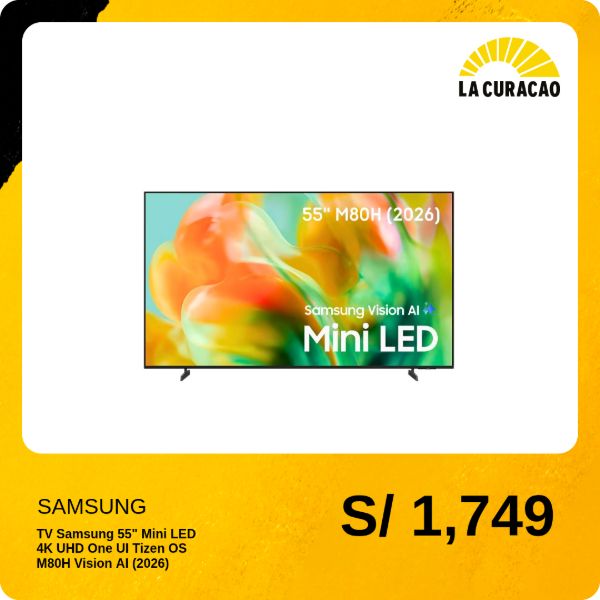 LA CURACAO
55" M80H (2026)
Samsung Vision AI
Mini LED
SAMSUNG
TV Samsung 55" Mini LED
4K UHD One UI Tizen OS
M80H Vision AI (2026)
S/ 1,749